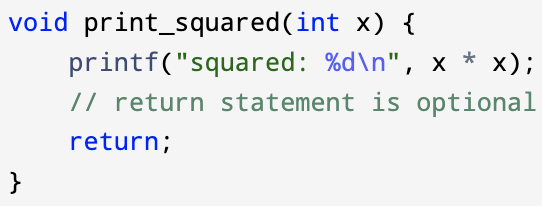 void print_squared(int x) {
    printf("squared: %d\n", x * x);
    // return statement is optional
    return;
}